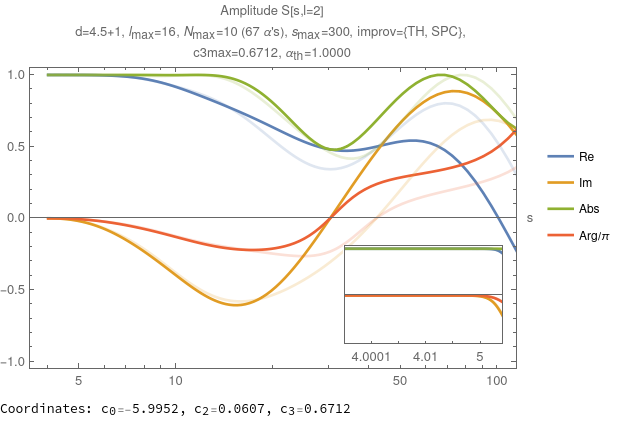 Amplitude S[s,l=2]
d=4.5+1, lmax=16, Nmax=10 (67 α's), smax=300, improv={TH, SPC},
c3max=0.6712, αth=1.0000
1.0
0.5
0.0
−0.5
−1.0
5
10
50
100
s
4.0001
4.01
5
Re
Im
Abs
Arg/π
Coordinates: c0=-5.9952, c2=0.0607, c3=0.6712